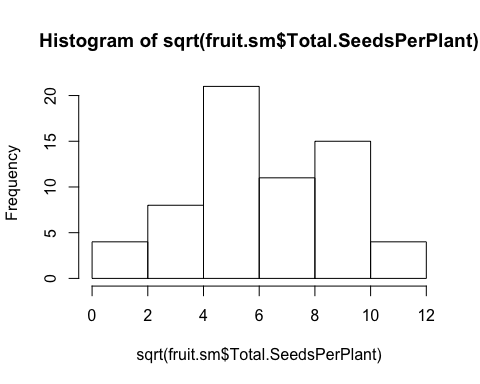 Histogram of sqrt(fruit.sm$Total.SeedsPerPlant)
Frequency
20
15
10
5
0
0 2 4 6 8 10 12
sqrt(fruit.sm$Total.SeedsPerPlant)